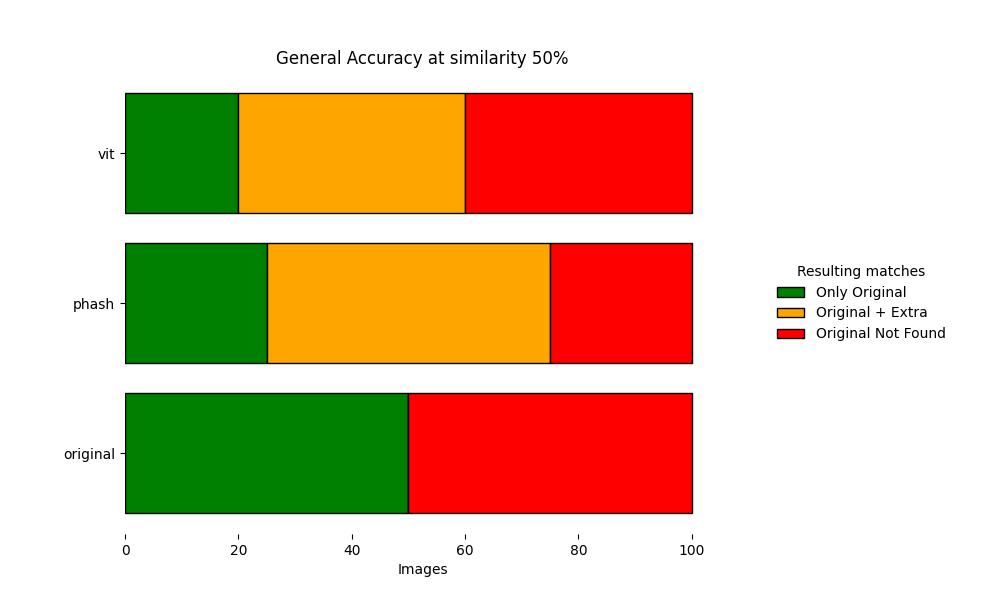 General Accuracy at similarity 50%
vit
phash
original
0 20 40 60 80 100
Images
Resulting matches
Only Original
Original + Extra
Original Not Found